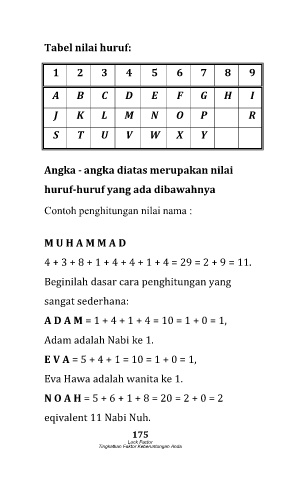 Tabel nilai huruf:
1 2 3 4 5 6 7 8 9
A B C D E F G H I
J K L M N O P R
S T U V W X Y
Angka - angka diatas merupakan nilai
huruf-huruf yang ada dibawahnya
Contoh penghitungan nilai nama :
M U H A M M A D
4 + 3 + 8 + 1 + 4 + 4 + 1 + 4 = 29 = 2 + 9 = 11.
Beginilah dasar cara penghitungan yang
sangat sederhana:
A D A M = 1 + 4 + 1 + 4 = 10 = 1 + 0 = 1,
Adam adalah Nabi ke 1.
E V A = 5 + 4 + 1 = 10 = 1 + 0 = 1,
Eva Hawa adalah wanita ke 1.
N O A H = 5 + 6 + 1 + 8 = 20 = 2 + 0 = 2
eqivalent 11 Nabi Nuh.
175
Luck Factor
Tingkatkan Faktor Keberuntungan Anda